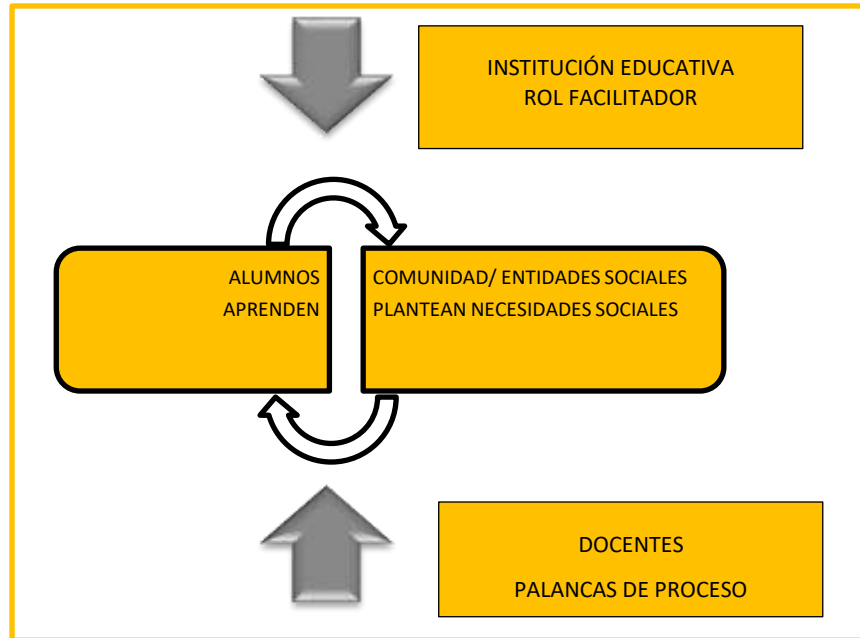 INSTITUCIÓN EDUCATIVA
ROL FACILITADOR
ALUMNOS
APRENDEN
COMUNIDAD/ ENTIDADES SOCIALES
PLANTEAN NECESIDADES SOCIALES
DOCENTES
PALANCAS DE PROCESO